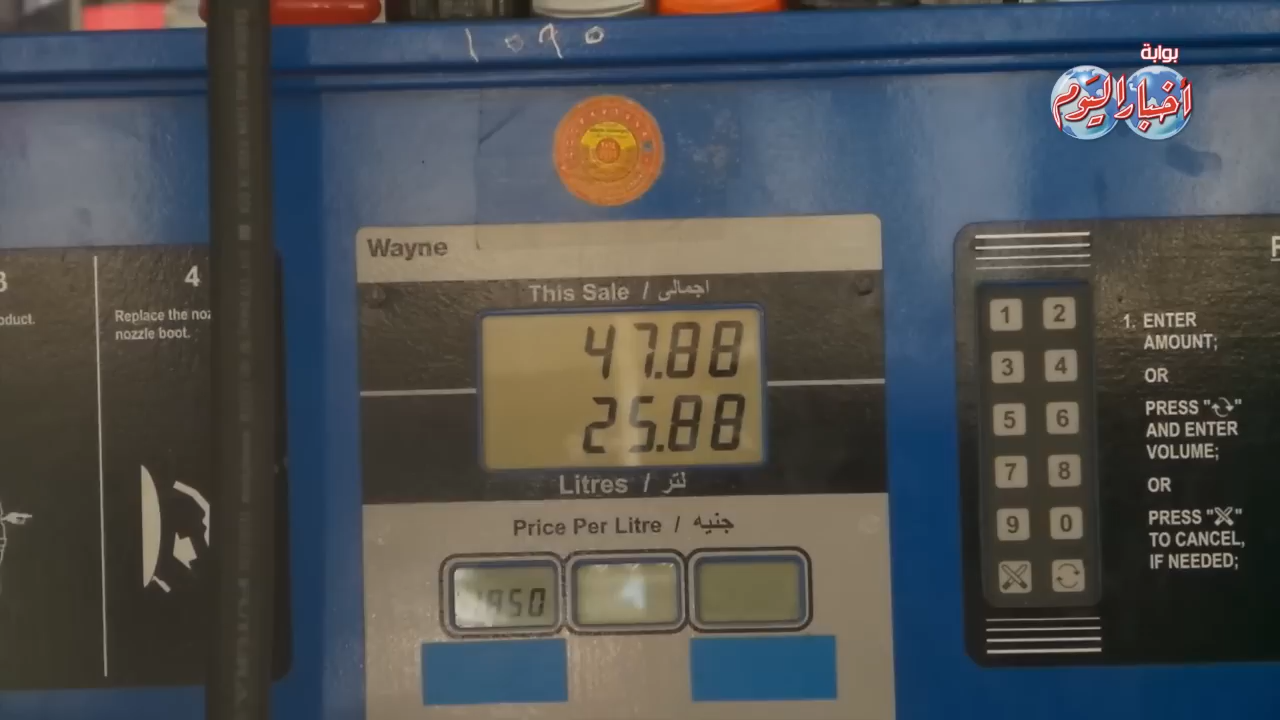 1090
بوابة
أخبار اليوم
Wayne
This Sale / اجمالى
47.88
25.88
Litres / لتر
Price Per Litre / جنيه
1850
3
oduct.
4
Replace the noz
nozzle boot.
1 2
3 4
5 6
7 8
9 0
1. ENTER
AMOUNT;
OR
PRESS " "
AND ENTER
VOLUME;
OR
PRESS " "
TO CANCEL,
IF NEEDED;